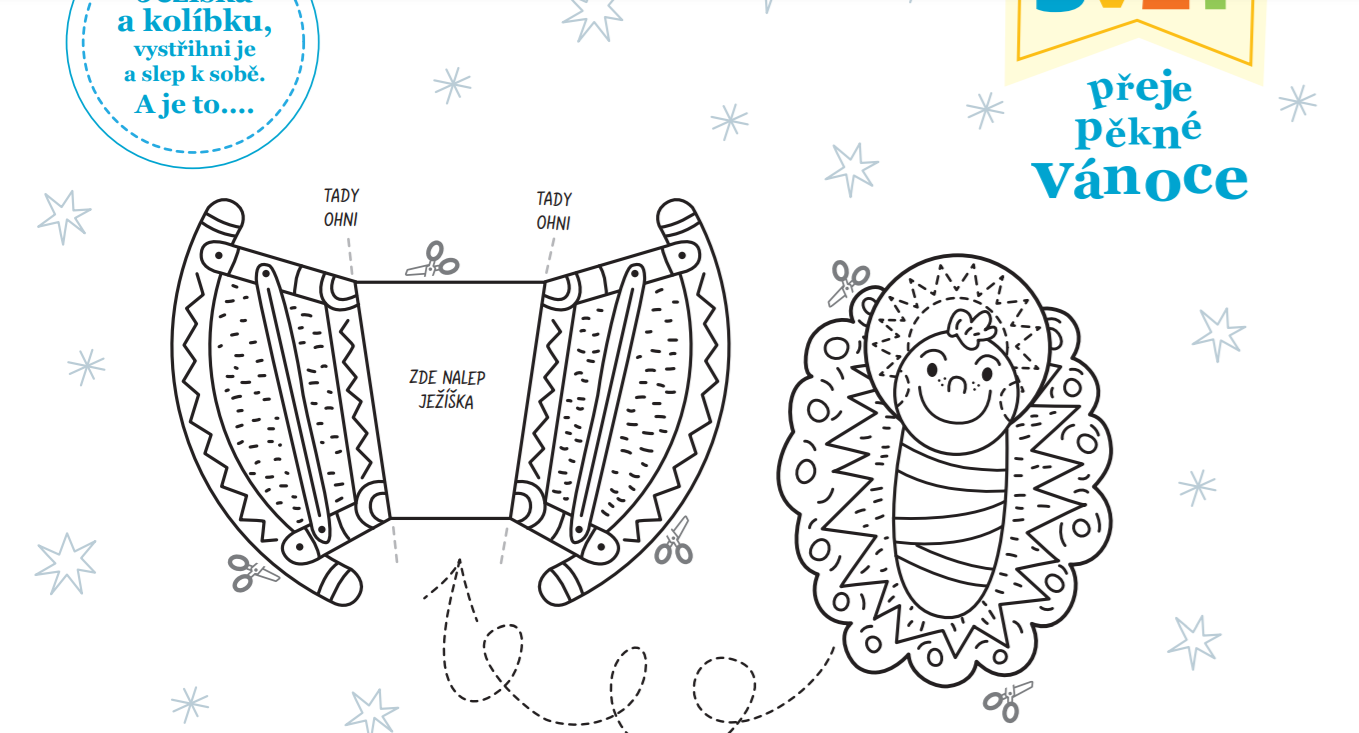 a kolíbku,
vystřihni je
a slep k sobě.
A je to....
přeje
pěkné
vánoce
TADY
OHNI
TADY
OHNI
ZDE NALEP
JEŽÍŠKA